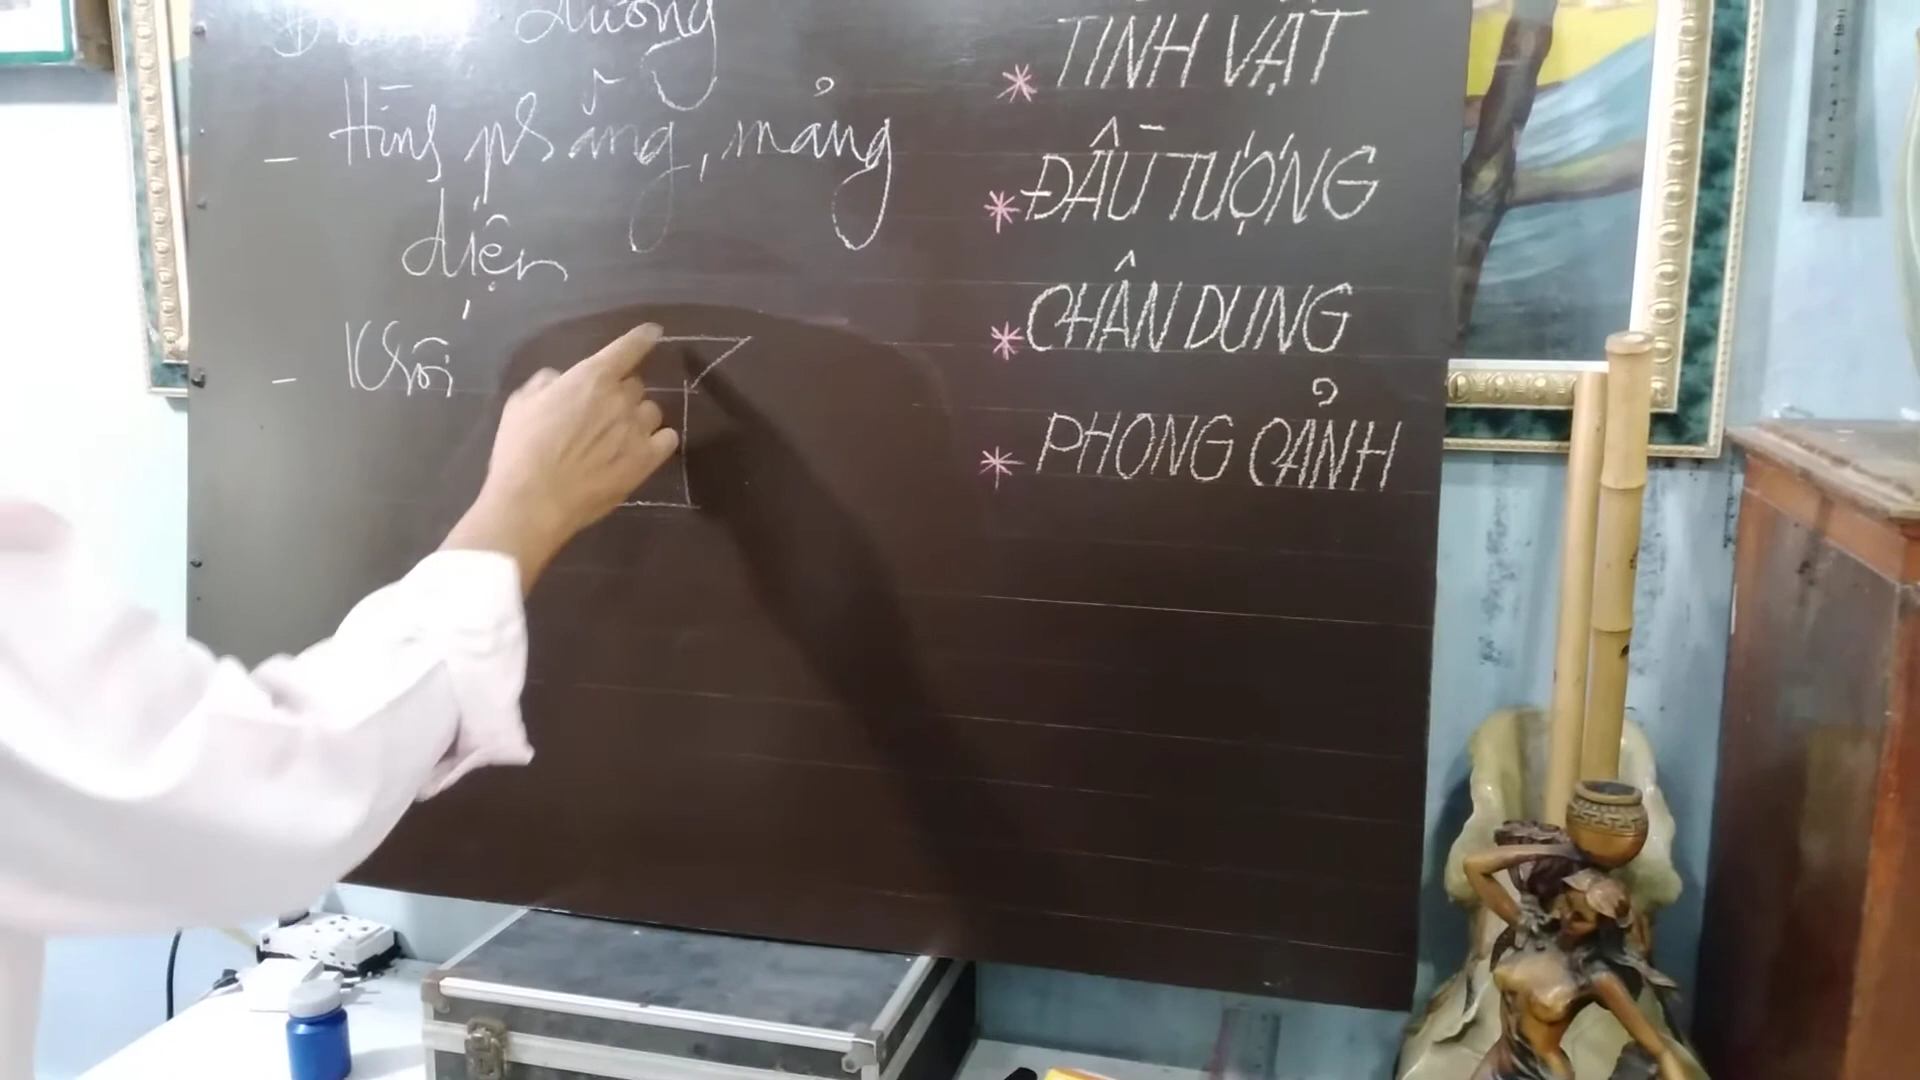 đường
- Hình phẳng, mảng
diện
- Khối
TĨNH VẬT
* ĐẦU TƯỢNG
* CHÂN DUNG
* PHONG CẢNH